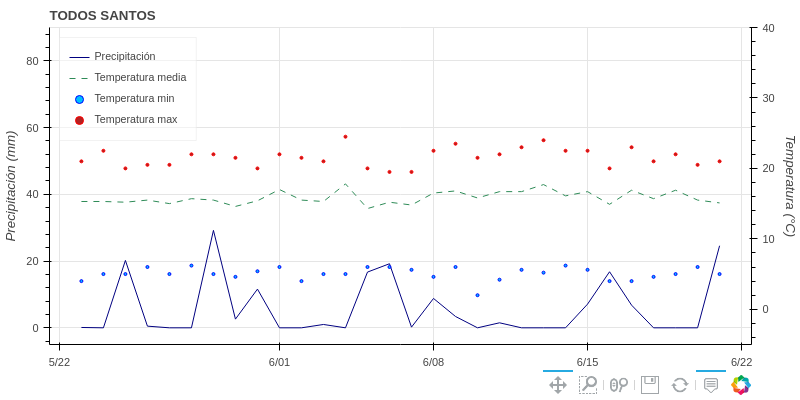 TODOS SANTOS
Precipitación
Temperatura media
Temperatura min
Temperatura max
Precipitación (mm)
80
60
40
20
0
Temperatura (°C)
40
30
20
10
0
5/22
6/01
6/08
6/15
6/22